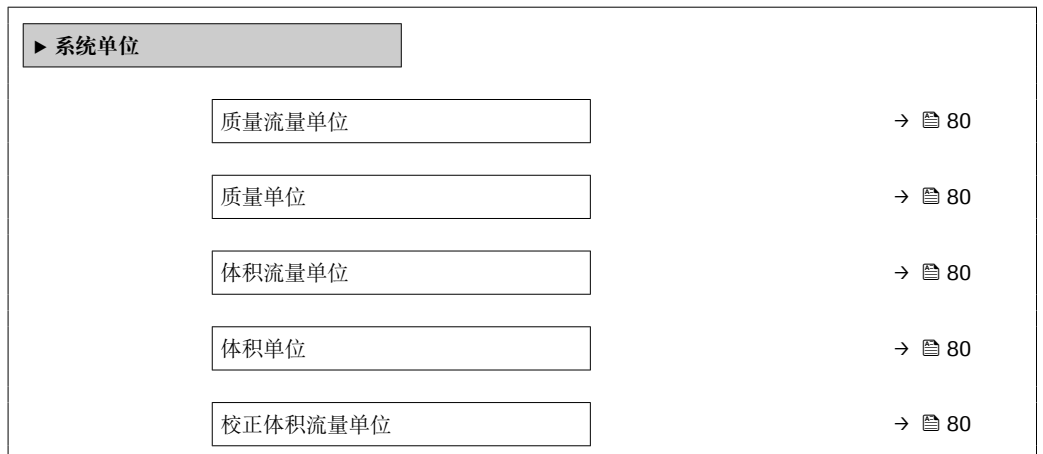 ▶ 系统单位
质量流量单位 → 80
质量单位 → 80
体积流量单位 → 80
体积单位 → 80
校正体积流量单位 → 80